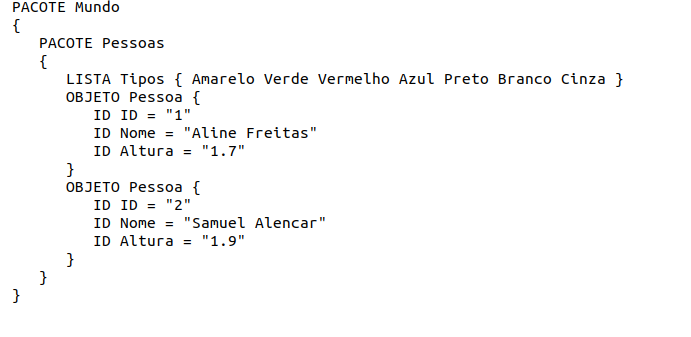 PACOTE Mundo
{
PACOTE Pessoas
{
LISTA Tipos { Amarelo Verde Vermelho Azul Preto Branco Cinza }
OBJETO Pessoa {
ID ID = "1"
ID Nome = "Aline Freitas"
ID Altura = "1.7"
}
OBJETO Pessoa {
ID ID = "2"
ID Nome = "Samuel Alencar"
ID Altura = "1.9"
}
}
}